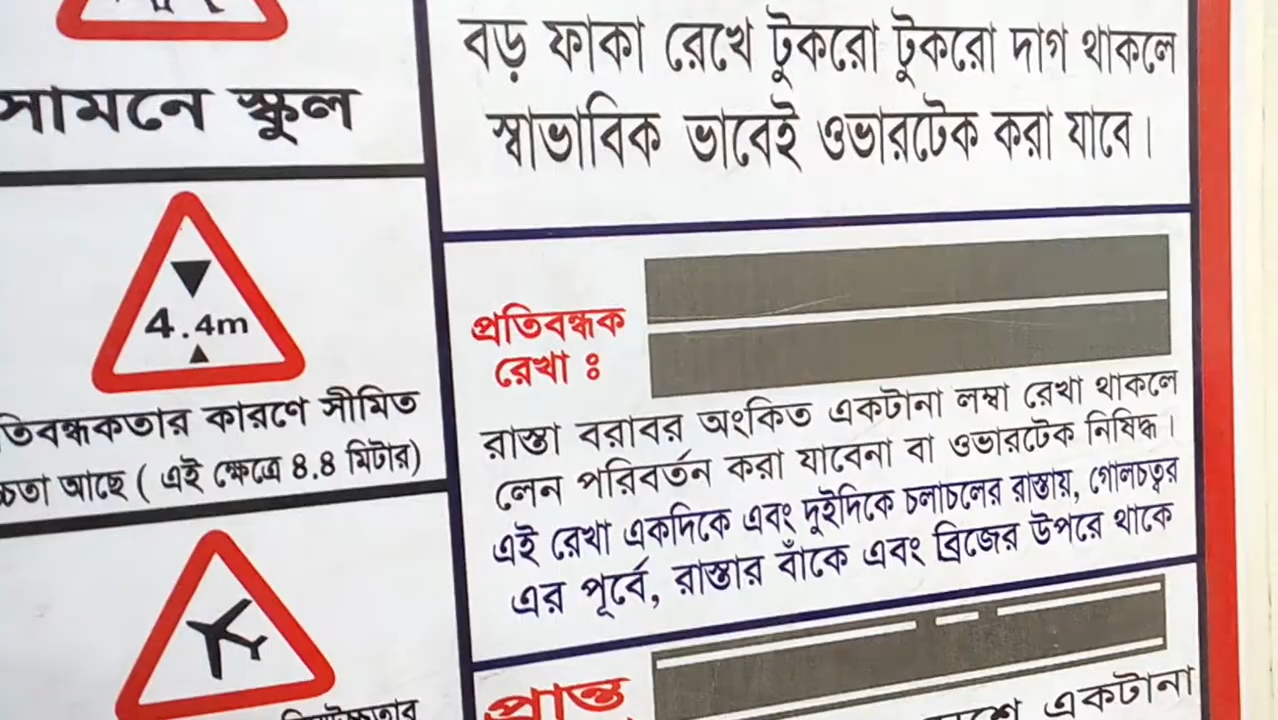 সামনে স্কুল
4.4m
তিবন্ধকতার কারণে সীমিত
চতা আছে ( এই ক্ষেত্রে ৪.৪ মিটার)
বড় ফাকা রেখে টুকরো টুকরো দাগ থাকলে
স্বাভাবিক ভাবেই ওভারটেক করা যাবে।
প্রতিবন্ধক
রেখা ঃ
রাস্তা বরাবর অংকিত একটানা লম্বা রেখা থাকলে
লেন পরিবর্তন করা যাবেনা বা ওভারটেক নিষিদ্ধ।
এই রেখা একদিকে এবং দুইদিকে চলাচলের রাস্তায়, গোলচত্বর
এর পূর্বে, রাস্তার বাঁকে এবং ব্রিজের উপরে থাকে
প্রান্ত
একটানা